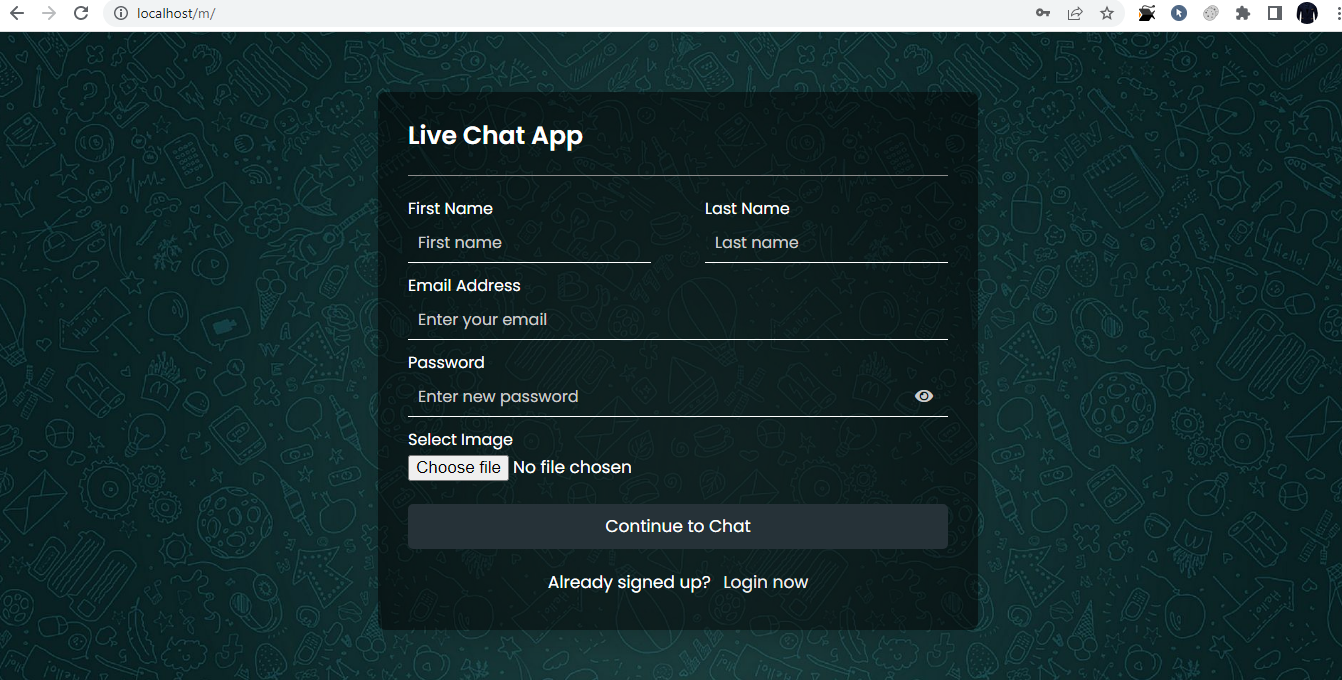 localhost/m/
Live Chat App
First Name Last Name
First name Last name
Email Address
Enter your email
Password
Enter new password
Select Image
Choose file No file chosen
Continue to Chat
Already signed up? Login now